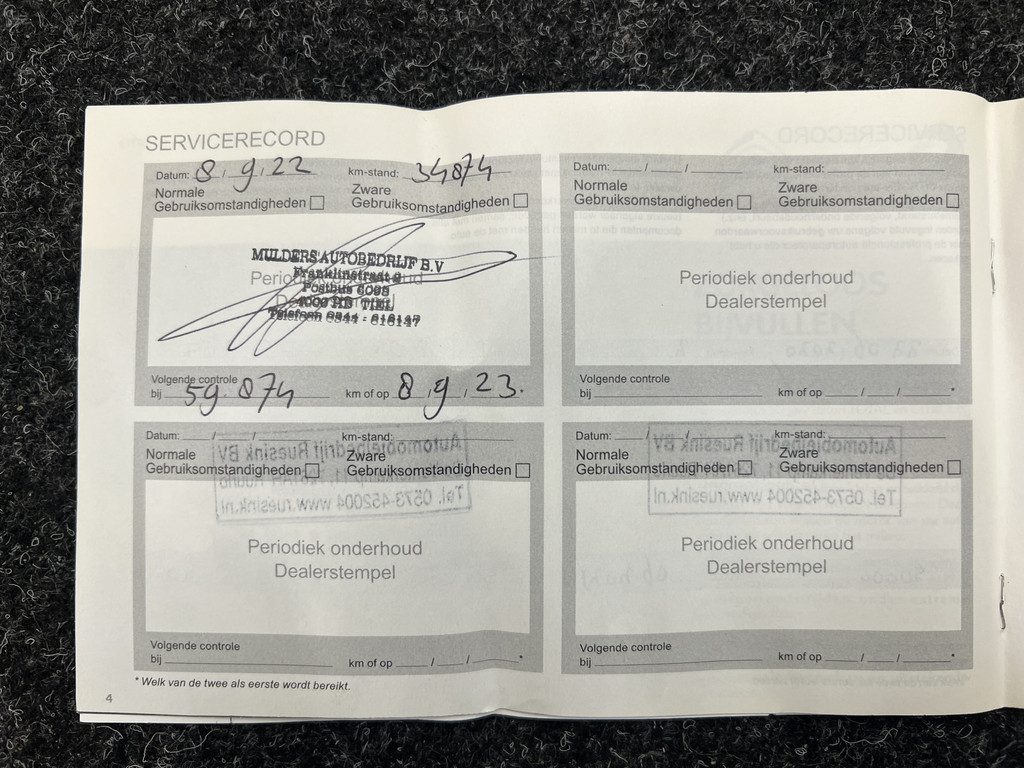 SERVICERECORD
Datum: 8, 9, 22 km-stand: 34874
Normale Gebruiksomstandigheden Zware Gebruiksomstandigheden
MULDERS AUTOBEDRIJF B.V
Franklinstraat
Postbus 6093
4000 HB TIEL
Telefoon 0344 - 616147
Volgende controle
bij 59.874 km of op 8, 9, 23.
Datum: / / km-stand:
Normale Gebruiksomstandigheden Zware Gebruiksomstandigheden
Periodiek onderhoud
Dealerstempel
Volgende controle
bij km of op / / *
Datum: / / km-stand:
Normale Gebruiksomstandigheden Zware Gebruiksomstandigheden
Periodiek onderhoud
Dealerstempel
Volgende controle
bij km of op / / *
Datum: / / km-stand:
Normale Gebruiksomstandigheden Zware Gebruiksomstandigheden
Periodiek onderhoud
Dealerstempel
Volgende controle
bij km of op / / *
* Welk van de twee als eerste wordt bereikt.
4